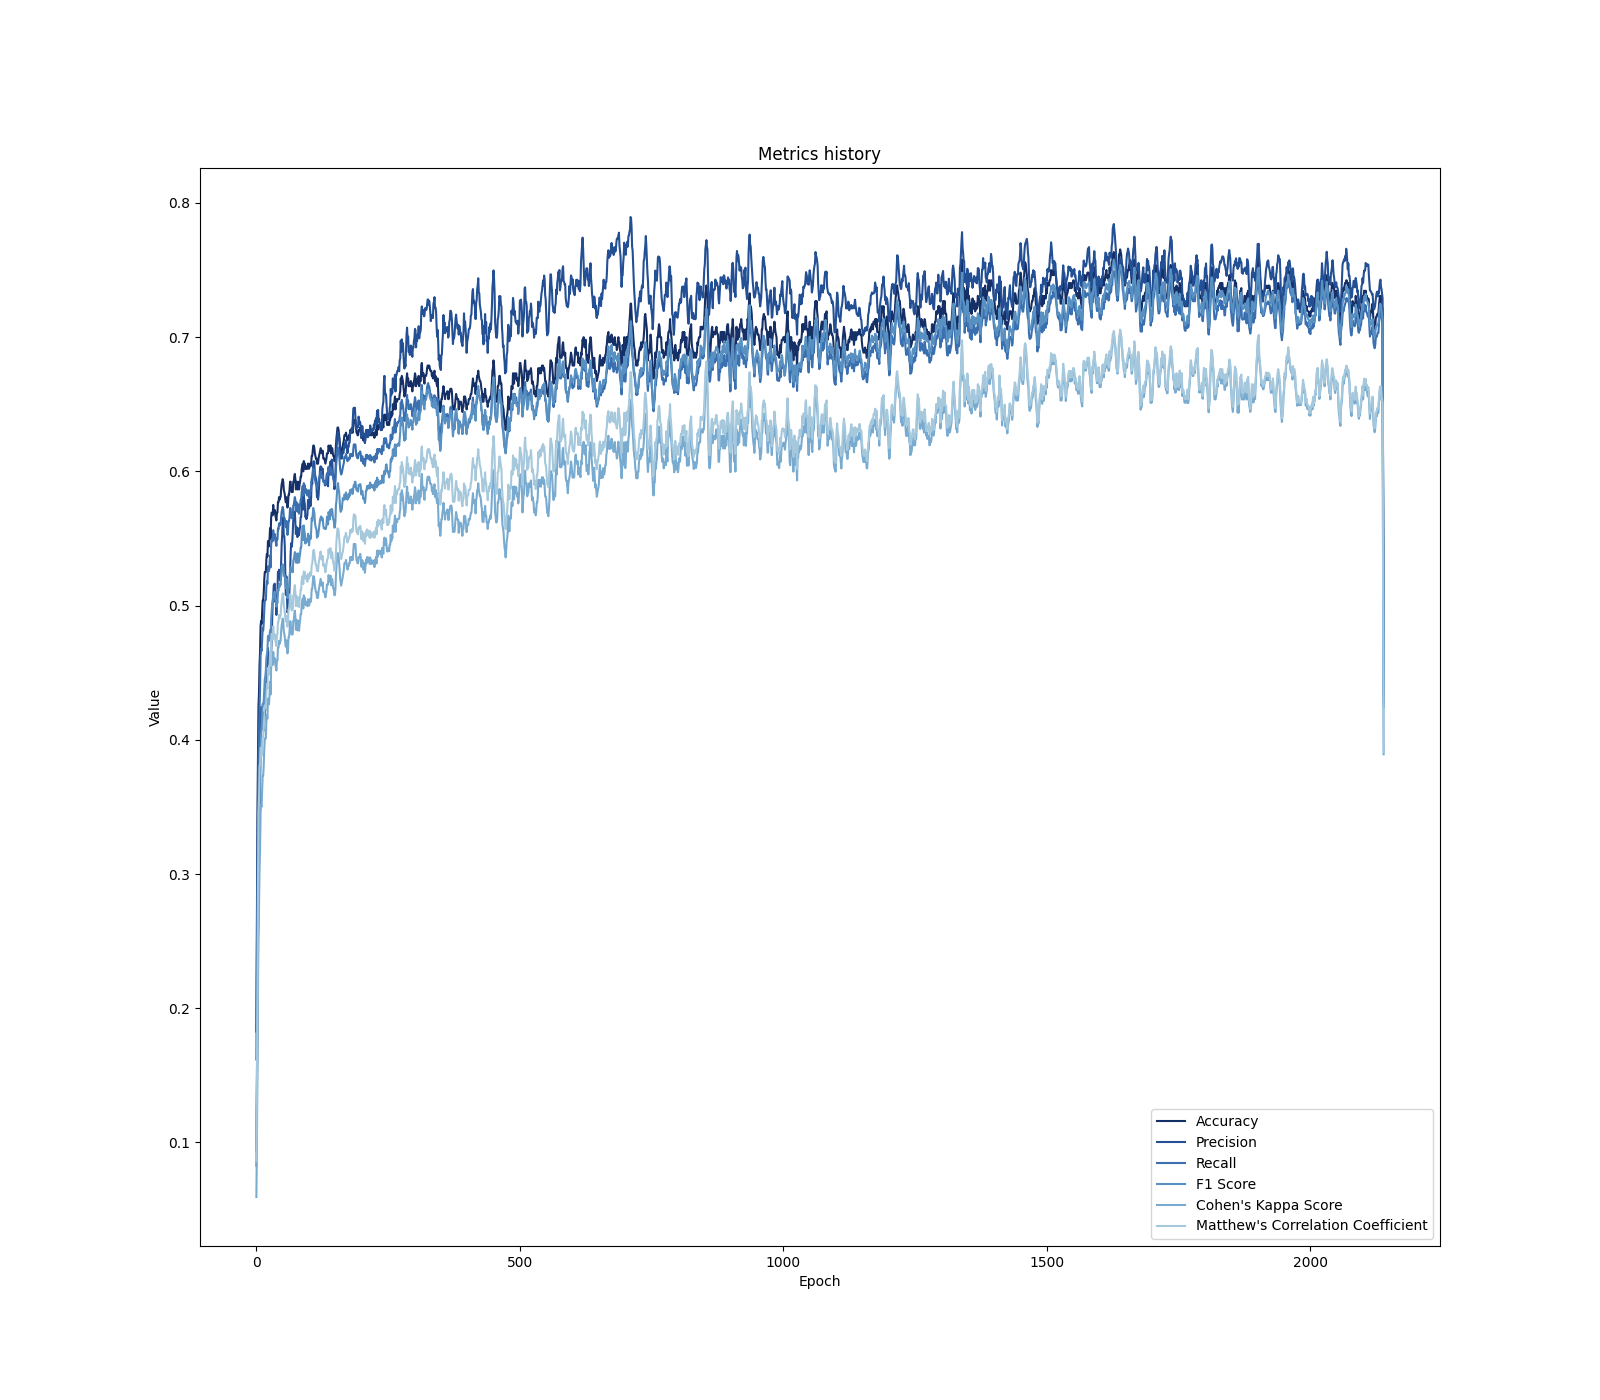 Metrics history
0.8
0.7
0.6
0.5
0.4
0.3
0.2
0.1
Value
0 500 1000 1500 2000
Epoch
Accuracy
Precision
Recall
F1 Score
Cohen's Kappa Score
Matthew's Correlation Coefficient